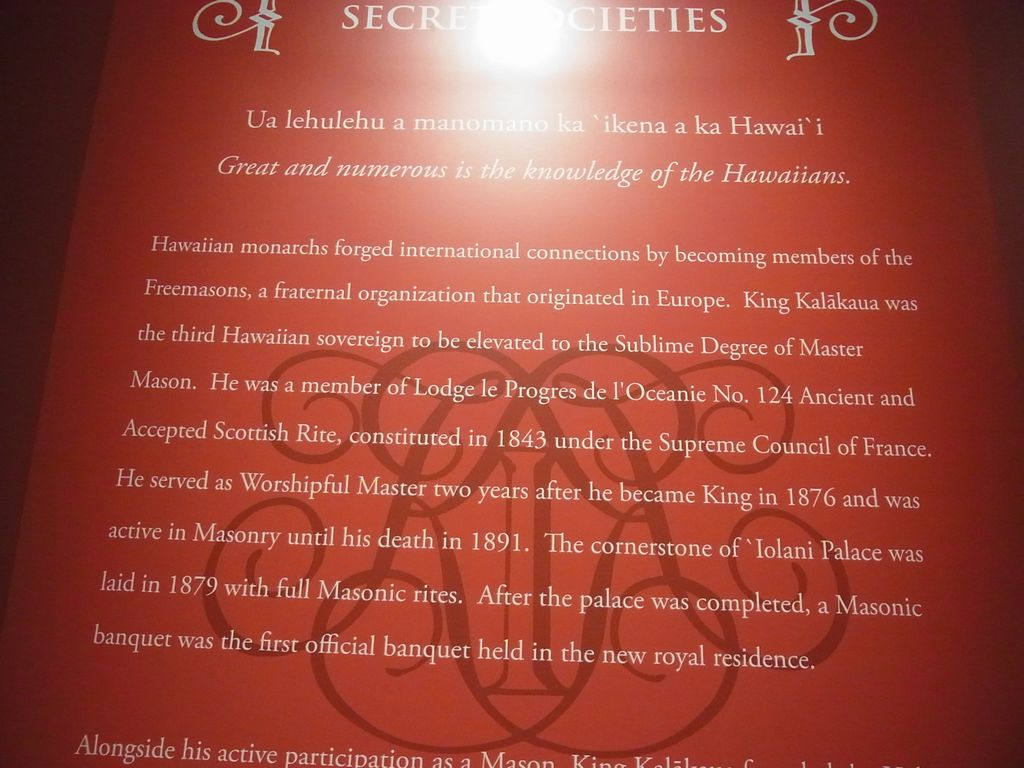 SECRET SOCIETIES
Ua lehulehu a manomano ka `ikena a ka Hawai`i
Great and numerous is the knowledge of the Hawaiians.
Hawaiian monarchs forged international connections by becoming members of the
Freemasons, a fraternal organization that originated in Europe.  King Kalākaua was
the third Hawaiian sovereign to be elevated to the Sublime Degree of Master
Mason.  He was a member of Lodge le Progres de l'Oceanie No. 124 Ancient and
Accepted Scottish Rite, constituted in 1843 under the Supreme Council of France.
He served as Worshipful Master two years after he became King in 1876 and was
active in Masonry until his death in 1891.  The cornerstone of `Iolani Palace was
laid in 1879 with full Masonic rites.  After the palace was completed, a Masonic
banquet was the first official banquet held in the new royal residence.
Alongside his active participation as a Mason, King Kalākaua